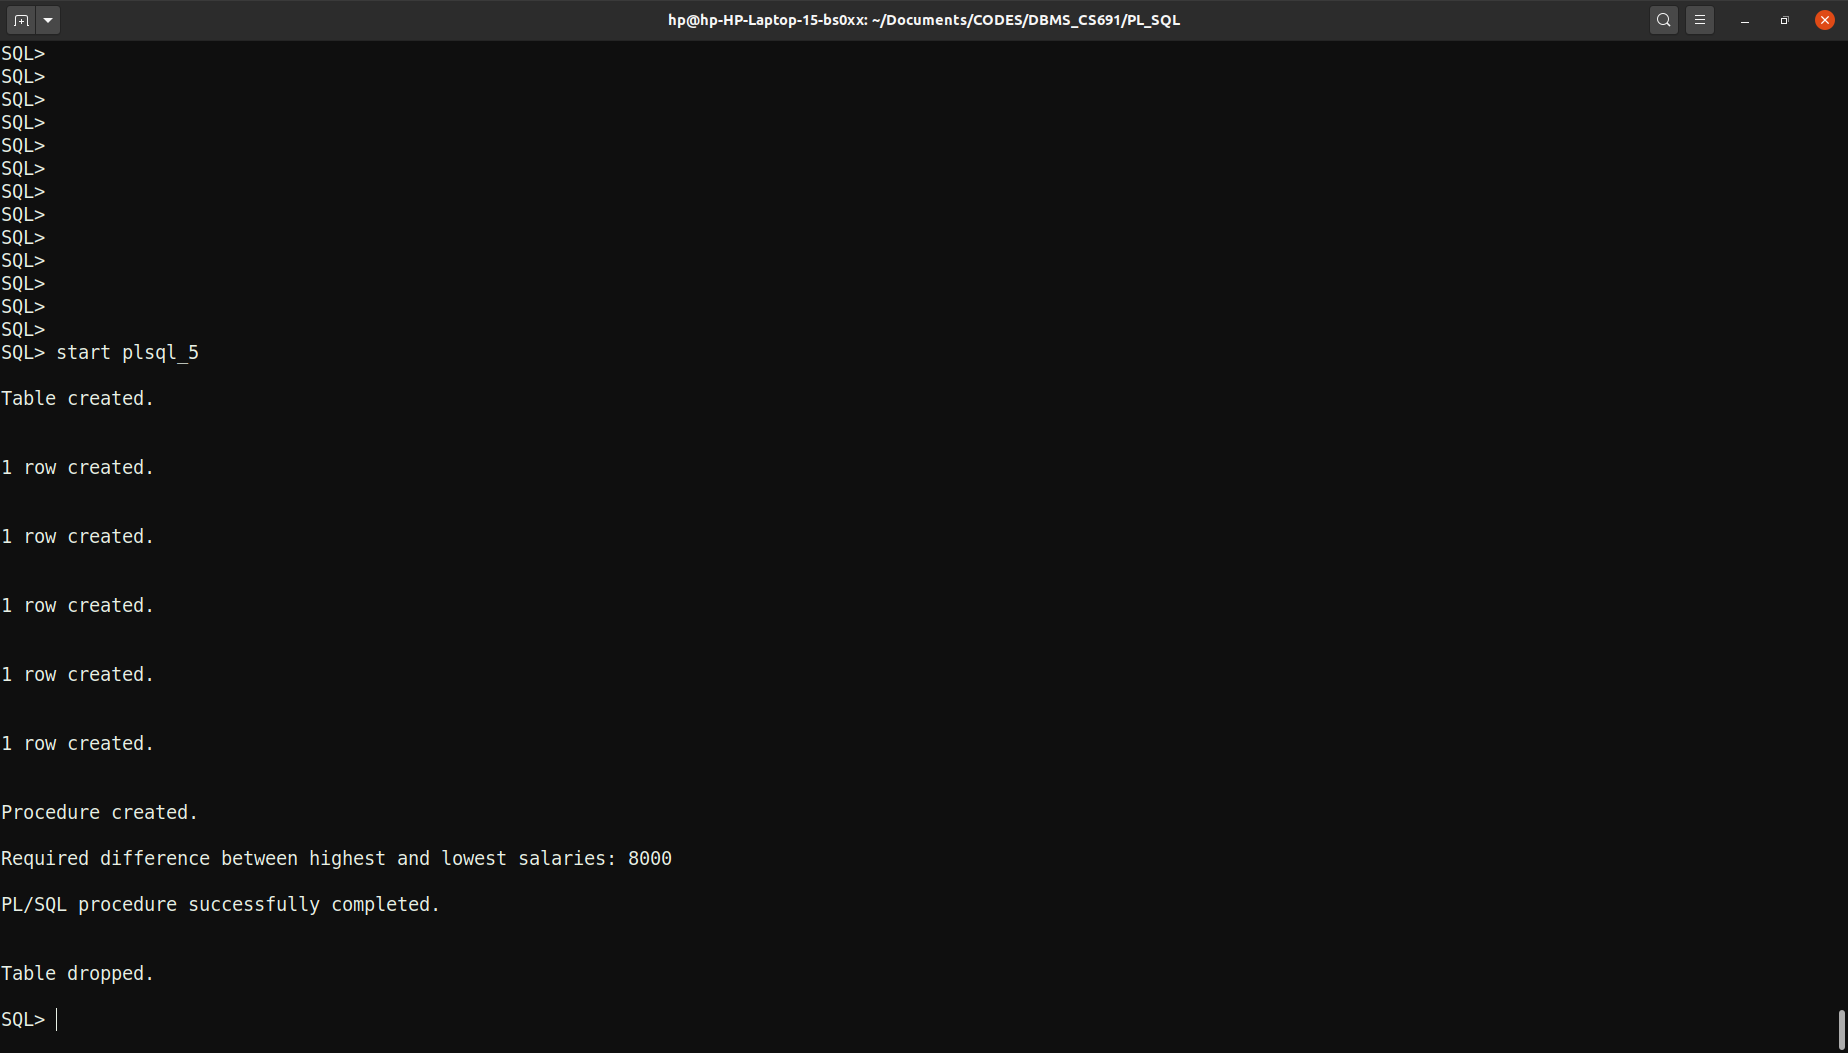 hp@hp-HP-Laptop-15-bs0xx: ~/Documents/CODES/DBMS_CS691/PL_SQL
SQL>
SQL>
SQL>
SQL>
SQL>
SQL>
SQL>
SQL>
SQL>
SQL>
SQL>
SQL>
SQL>
SQL> start plsql_5
Table created.
1 row created.
1 row created.
1 row created.
1 row created.
1 row created.
Procedure created.
Required difference between highest and lowest salaries: 8000
PL/SQL procedure successfully completed.
Table dropped.
SQL>